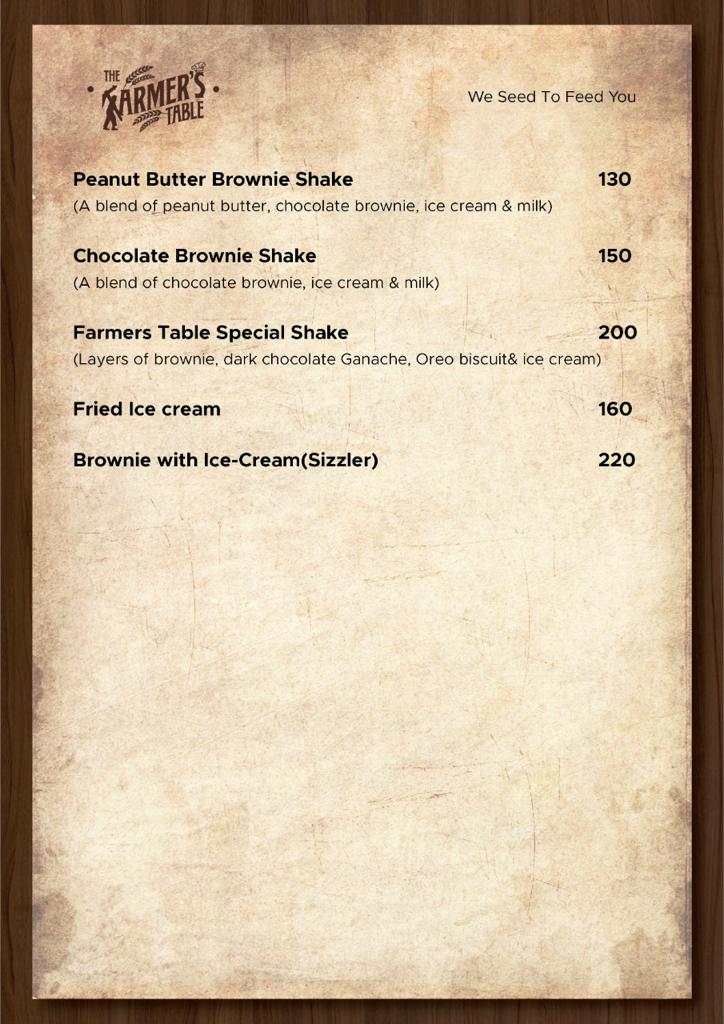 THE
FARMER'S
TABLE
We Seed To Feed You
Peanut Butter Brownie Shake 130
(A blend of peanut butter, chocolate brownie, ice cream & milk)
Chocolate Brownie Shake 150
(A blend of chocolate brownie, ice cream & milk)
Farmers Table Special Shake 200
(Layers of brownie, dark chocolate Ganache, Oreo biscuit& ice cream)
Fried Ice cream 160
Brownie with Ice-Cream(Sizzler) 220